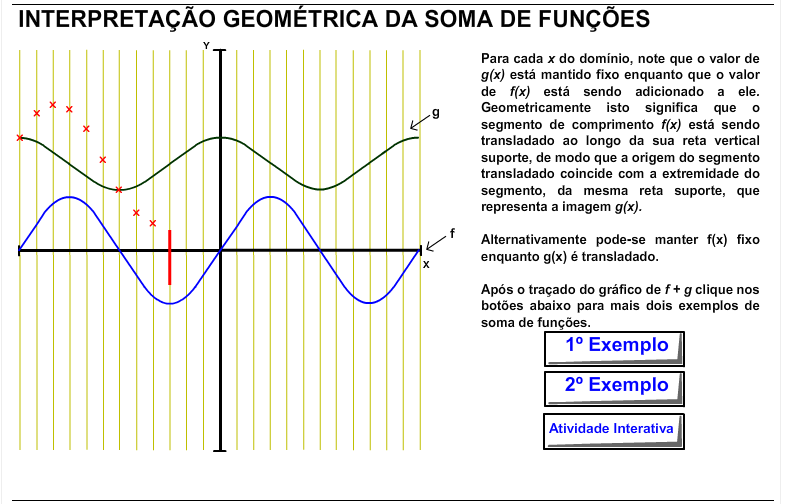 INTERPRETAÇÃO GEOMÉTRICA DA SOMA DE FUNÇÕES
Y
g
f
x
Para cada x do domínio, note que o valor de
g(x) está mantido fixo enquanto que o valor
de f(x) está sendo adicionado a ele.
Geometricamente isto significa que o
segmento de comprimento f(x) está sendo
transladado ao longo da sua reta vertical
suporte, de modo que a origem do segmento
transladado coincide com a extremidade do
segmento, da mesma reta suporte, que
representa a imagem g(x).
Alternativamente pode-se manter f(x) fixo
enquanto g(x) é transladado.
Após o traçado do gráfico de f + g clique nos
botões abaixo para mais dois exemplos de
soma de funções.
1º Exemplo
2º Exemplo
Atividade Interativa